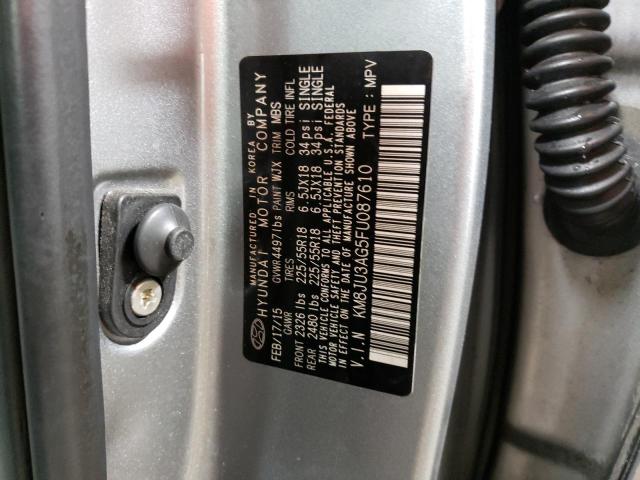 MANUFACTURED IN KOREA BY
HYUNDAI MOTOR COMPANY
FEB/17/15 GVWR 4497lbs PAINT WJX TRIM MBS
GAWR TIRES RIMS COLD TIRE INFL
FRONT 2326 lbs 225/55R18 6.5JX18 34psi SINGLE
REAR 2480 lbs 225/55R18 6.5JX18 34psi SINGLE
THIS VEHICLE CONFORMS TO ALL APPLICABLE U.S.A. FEDERAL
MOTOR VEHICLE SAFETY AND THEFT PREVENTION STANDARDS
IN EFFECT ON THE DATE OF MANUFACTURE SHOWN ABOVE
V.I.N KM8JU3AG5FU087610 TYPE : MPV